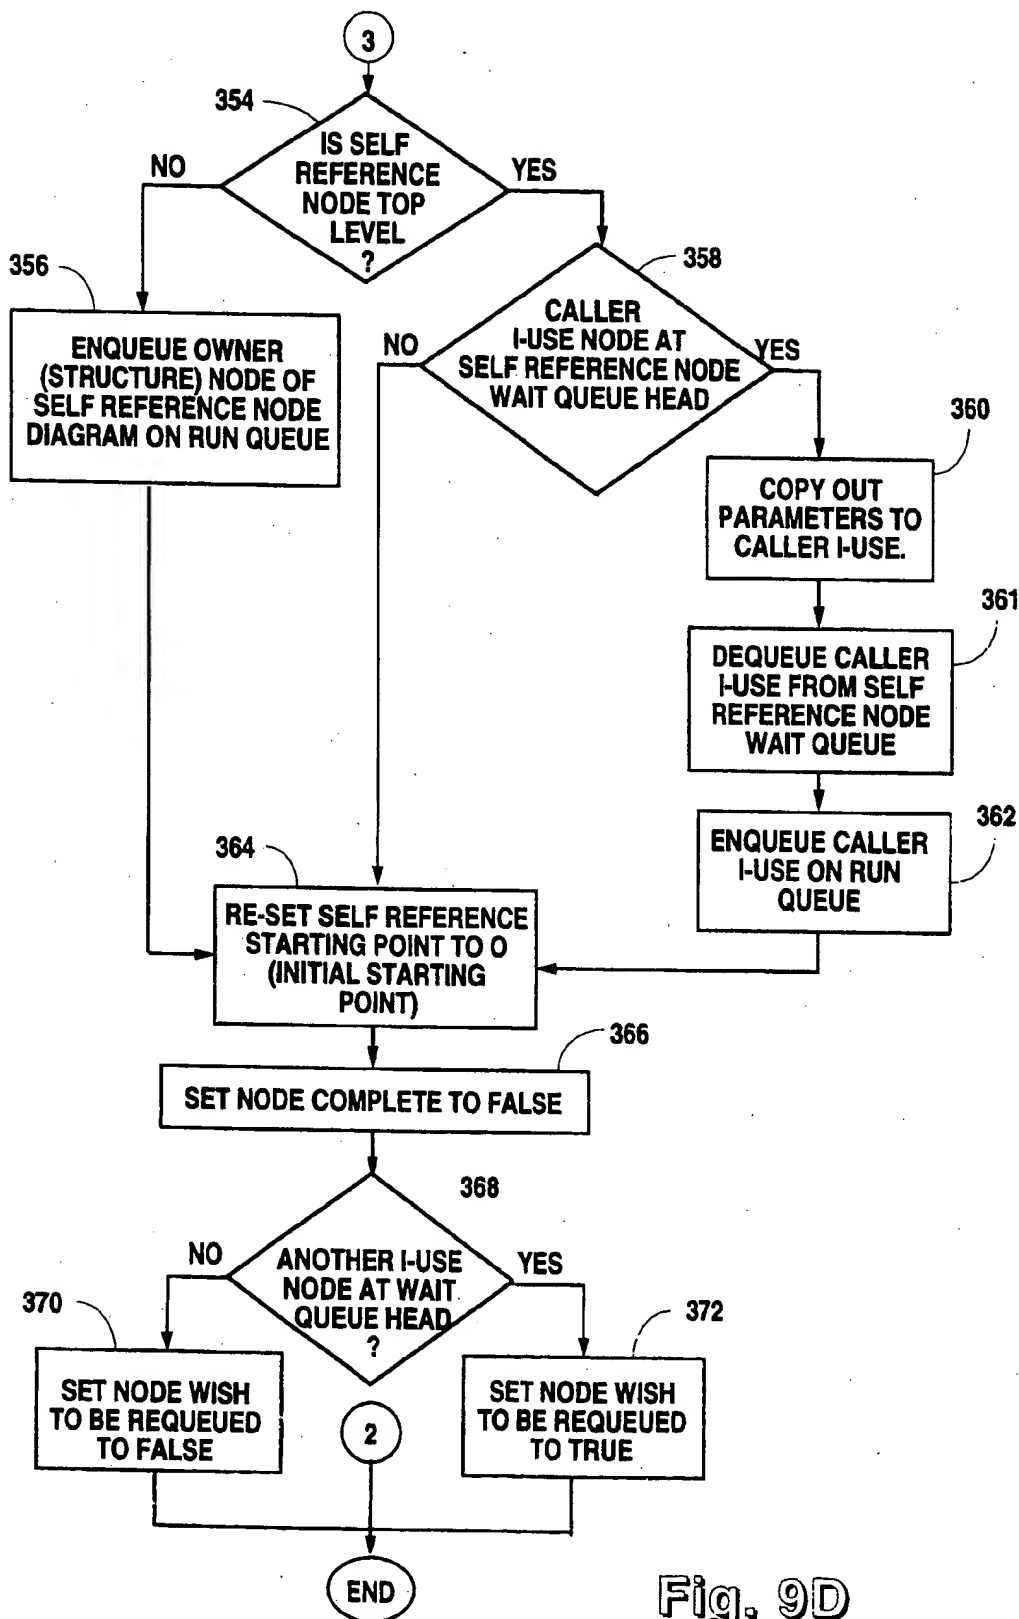 3
354
IS SELF
REFERENCE
NODE TOP
LEVEL
?
NO
YES
356
ENQUEUE OWNER
(STRUCTURE) NODE OF
SELF REFERENCE NODE
DIAGRAM ON RUN QUEUE
358
CALLER
I-USE NODE AT
SELF REFERENCE NODE
WAIT QUEUE HEAD
NO
YES
360
COPY OUT
PARAMETERS TO
CALLER I-USE.
361
DEQUEUE CALLER
I-USE FROM SELF
REFERENCE NODE
WAIT QUEUE
362
ENQUEUE CALLER
I-USE ON RUN
QUEUE
364
RE-SET SELF REFERENCE
STARTING POINT TO 0
(INITIAL STARTING
POINT)
366
SET NODE COMPLETE TO FALSE
368
ANOTHER I-USE
NODE AT WAIT
QUEUE HEAD
?
NO
YES
370
SET NODE WISH
TO BE REQUEUED
TO FALSE
372
SET NODE WISH
TO BE REQUEUED
TO TRUE
2
END
Fig. 9D